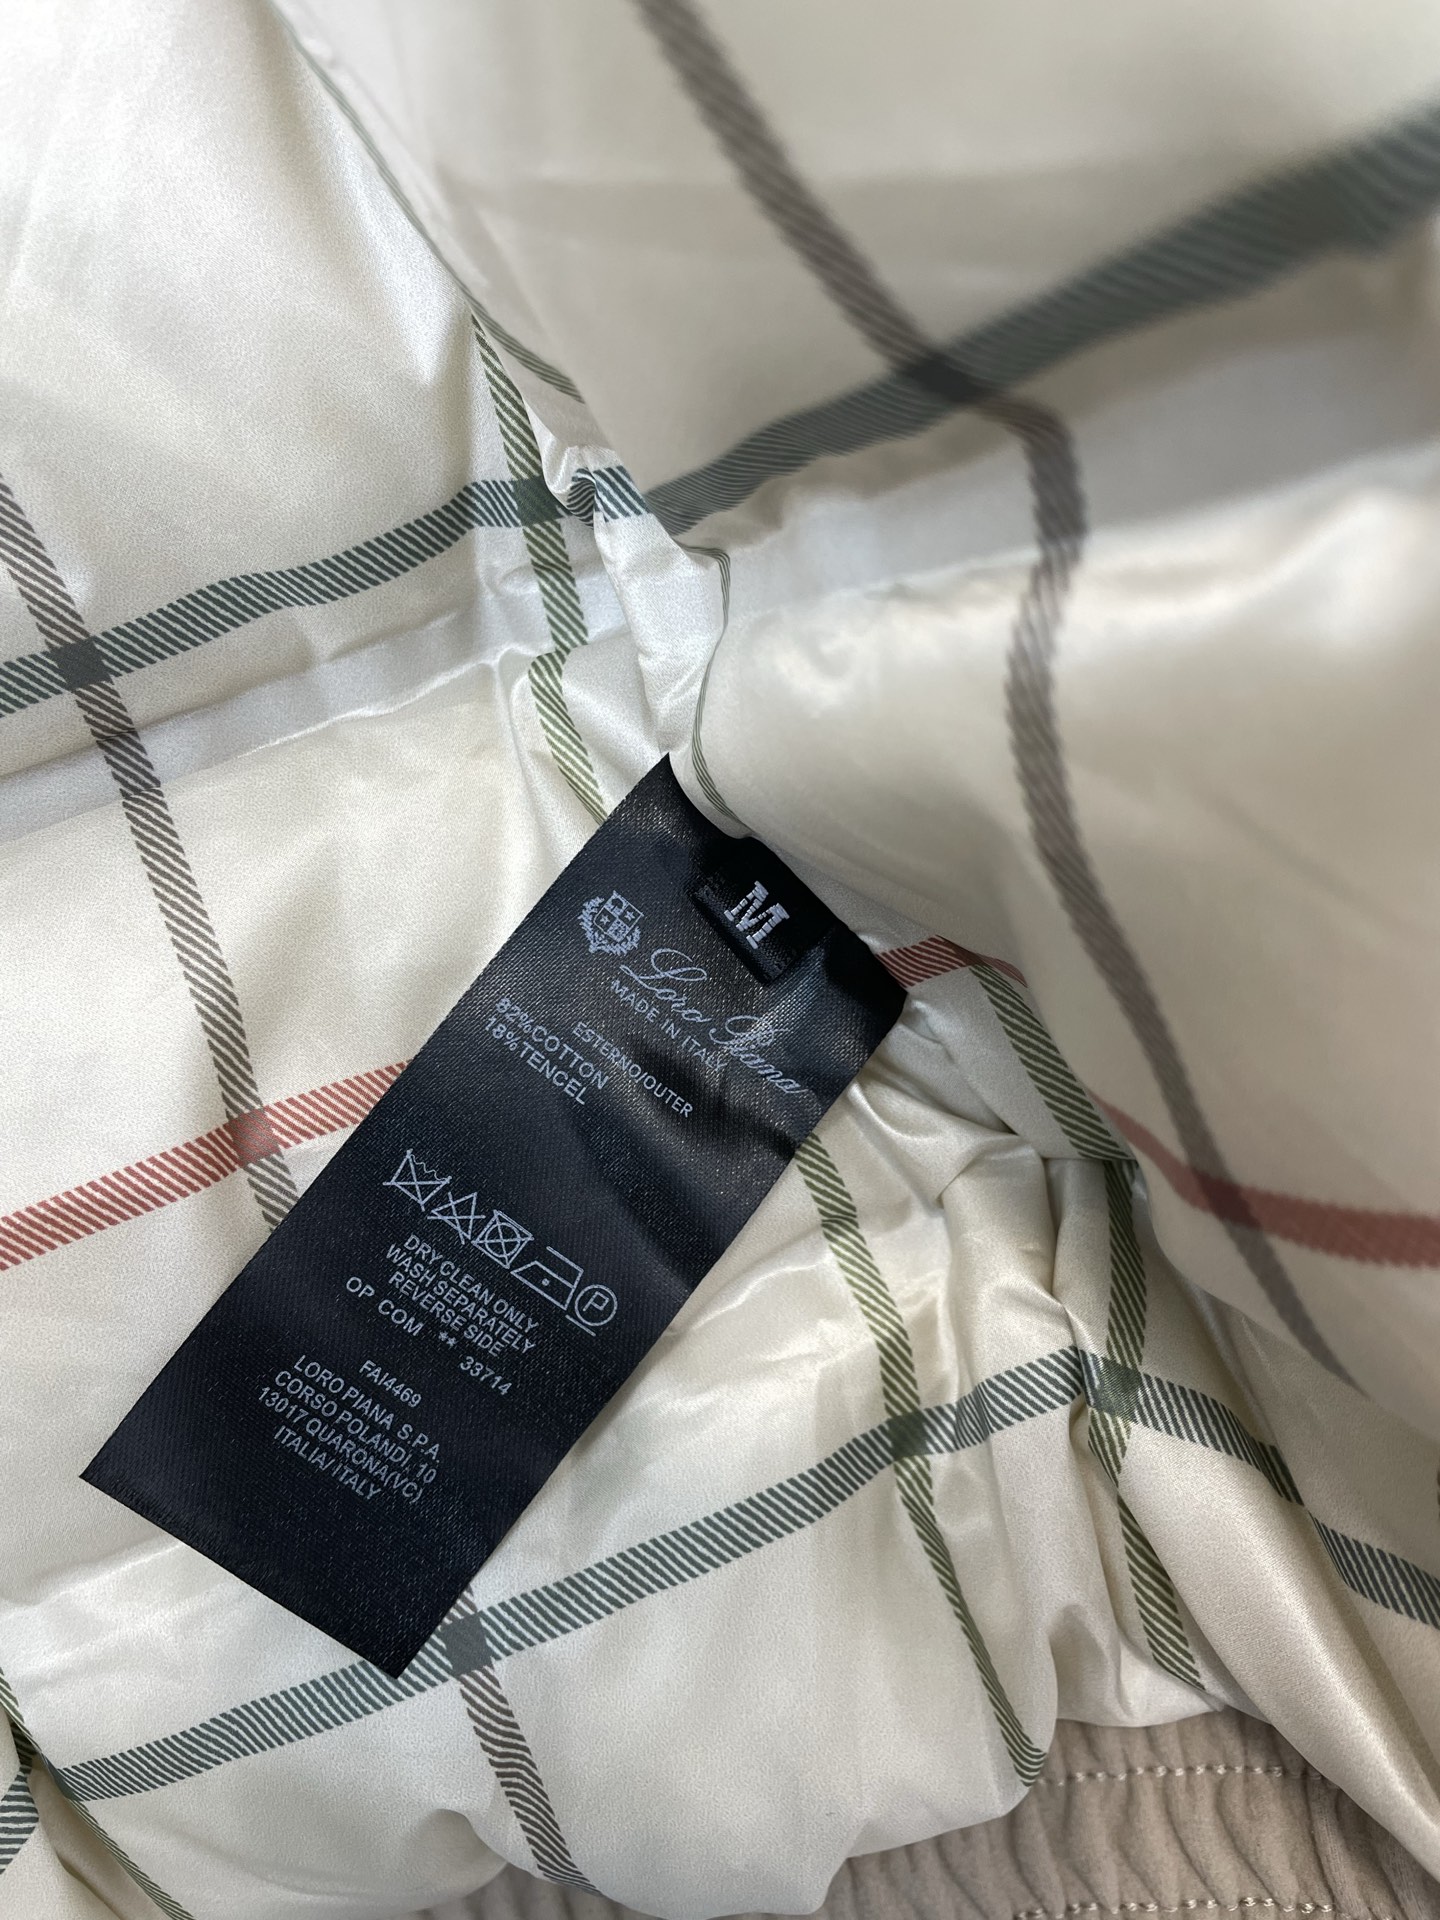 M
Loro Piana
MADE IN ITALY
ESTERNO/OUTER
82%COTTON
18%TENCEL
P
DRY CLEAN ONLY.
WASH SEPARATELY
REVERSE SIDE
OP COM ** 33714
FAI4469
LORO PIANA S.P.A.
CORSO POLANDI, 10
13017 QUARONA(VC)
ITALIA/ ITALY